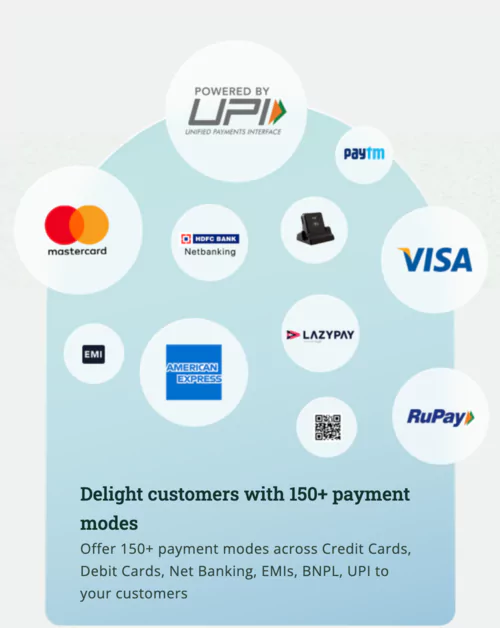 POWERED BY
UPI
UNIFIED PAYMENTS INTERFACE
paytm
mastercard
HDFC BANK
Netbanking
VISA
EMI
AMERICAN
EXPRESS
LAZYPAY
RuPay
Delight customers with 150+ payment
modes
Offer 150+ payment modes across Credit Cards,
Debit Cards, Net Banking, EMIs, BNPL, UPI to
your customers